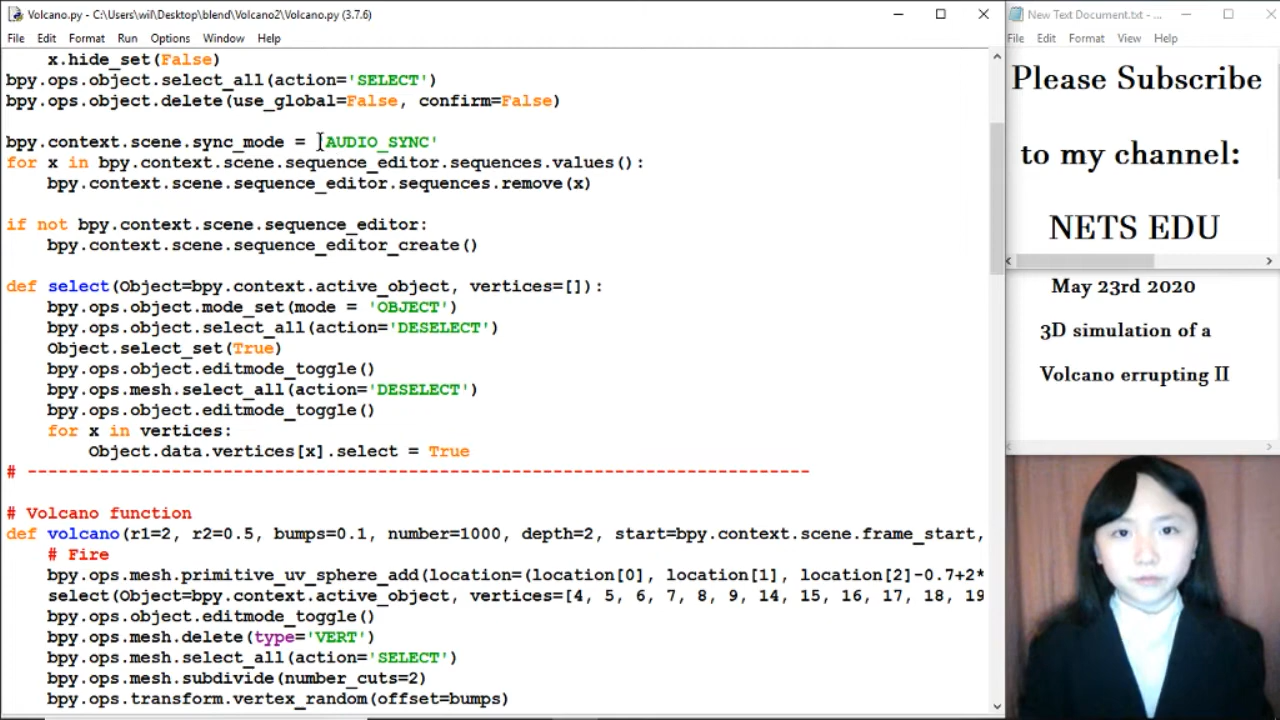 Volcano.py - C:\Users\wil\Desktop\blend\Volcano2\Volcano.py (3.7.6)
File Edit Format Run Options Window Help
x.hide_set(False)
bpy.ops.object.select_all(action='SELECT')
bpy.ops.object.delete(use_global=False, confirm=False)
bpy.context.scene.sync_mode = 'AUDIO_SYNC'
for x in bpy.context.scene.sequence_editor.sequences.values():
bpy.context.scene.sequence_editor.sequences.remove(x)
if not bpy.context.scene.sequence_editor:
bpy.context.scene.sequence_editor_create()
def select(Object=bpy.context.active_object, vertices=[]):
bpy.ops.object.mode_set(mode = 'OBJECT')
bpy.ops.object.select_all(action='DESELECT')
Object.select_set(True)
bpy.ops.object.editmode_toggle()
bpy.ops.mesh.select_all(action='DESELECT')
bpy.ops.object.editmode_toggle()
for x in vertices:
Object.data.vertices[x].select = True
# ----------------------------------------------------------------------------
# Volcano function
def volcano(r1=2, r2=0.5, bumps=0.1, number=1000, depth=2, start=bpy.context.scene.frame_start,
# Fire
bpy.ops.mesh.primitive_uv_sphere_add(location=(location[0], location[1], location[2]-0.7+2*
select(Object=bpy.context.active_object, vertices=[4, 5, 6, 7, 8, 9, 14, 15, 16, 17, 18, 19
bpy.ops.object.editmode_toggle()
bpy.ops.mesh.delete(type='VERT')
bpy.ops.mesh.select_all(action='SELECT')
bpy.ops.mesh.subdivide(number_cuts=2)
bpy.ops.transform.vertex_random(offset=bumps)
New Text Document.txt - ...
File Edit Format View Help
Please Subscribe
to my channel:
NETS EDU
May 23rd 2020
3D simulation of a
Volcano errupting II